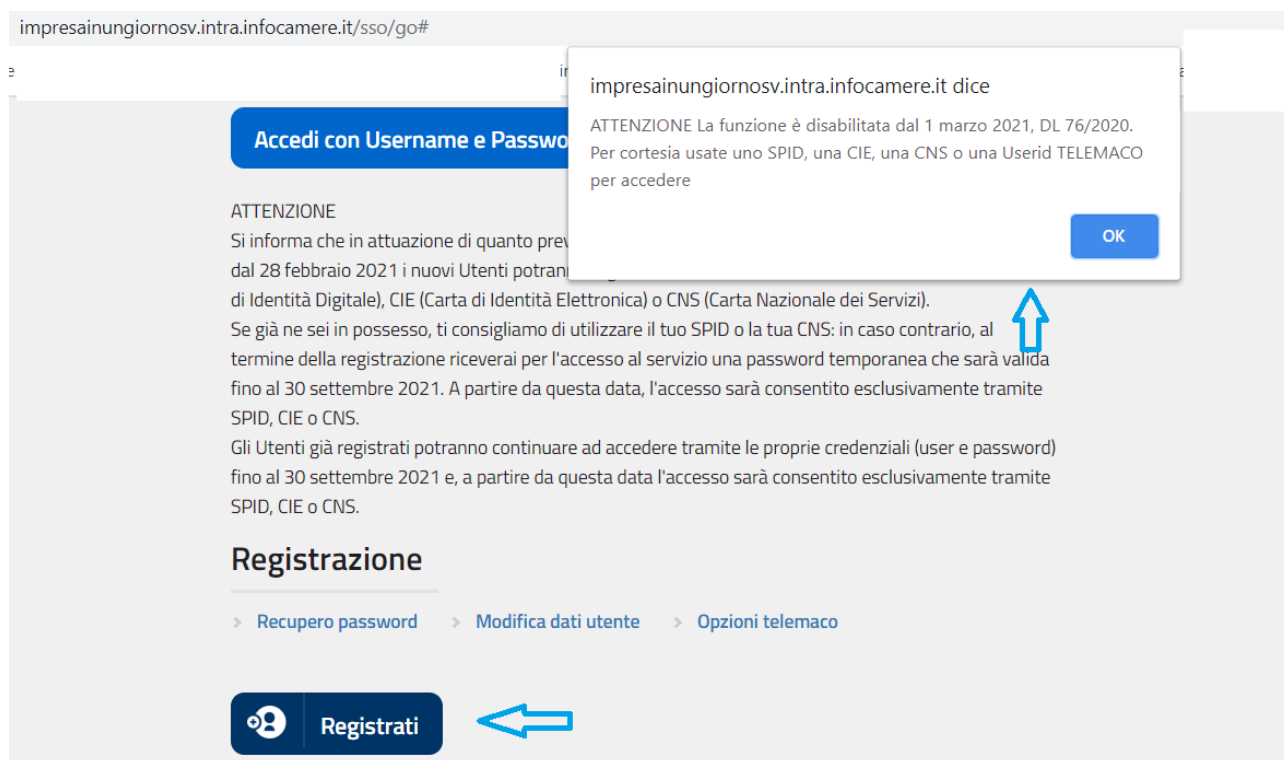 impresainungiornosv.intra.infocamere.it/sso/go#
impresainungiornosv.intra.infocamere.it dice
ATTENZIONE La funzione è disabilitata dal 1 marzo 2021, DL 76/2020.
Per cortesia usate uno SPID, una CIE, una CNS o una Userid TELEMACO
per accedere
OK
Accedi con Username e Passwo
ATTENZIONE
Si informa che in attuazione di quanto prev
dal 28 febbraio 2021 i nuovi Utenti potran
di Identità Digitale), CIE (Carta di Identità Elettronica) o CNS (Carta Nazionale dei Servizi).
Se già ne sei in possesso, ti consigliamo di utilizzare il tuo SPID o la tua CNS: in caso contrario, al
termine della registrazione riceverai per l'accesso al servizio una password temporanea che sarà valida
fino al 30 settembre 2021. A partire da questa data, l'accesso sarà consentito esclusivamente tramite
SPID, CIE o CNS.
Gli Utenti già registrati potranno continuare ad accedere tramite le proprie credenziali (user e password)
fino al 30 settembre 2021 e, a partire da questa data l'accesso sarà consentito esclusivamente tramite
SPID, CIE o CNS.
Registrazione
Recupero password
Modifica dati utente
Opzioni telemaco
Registrati